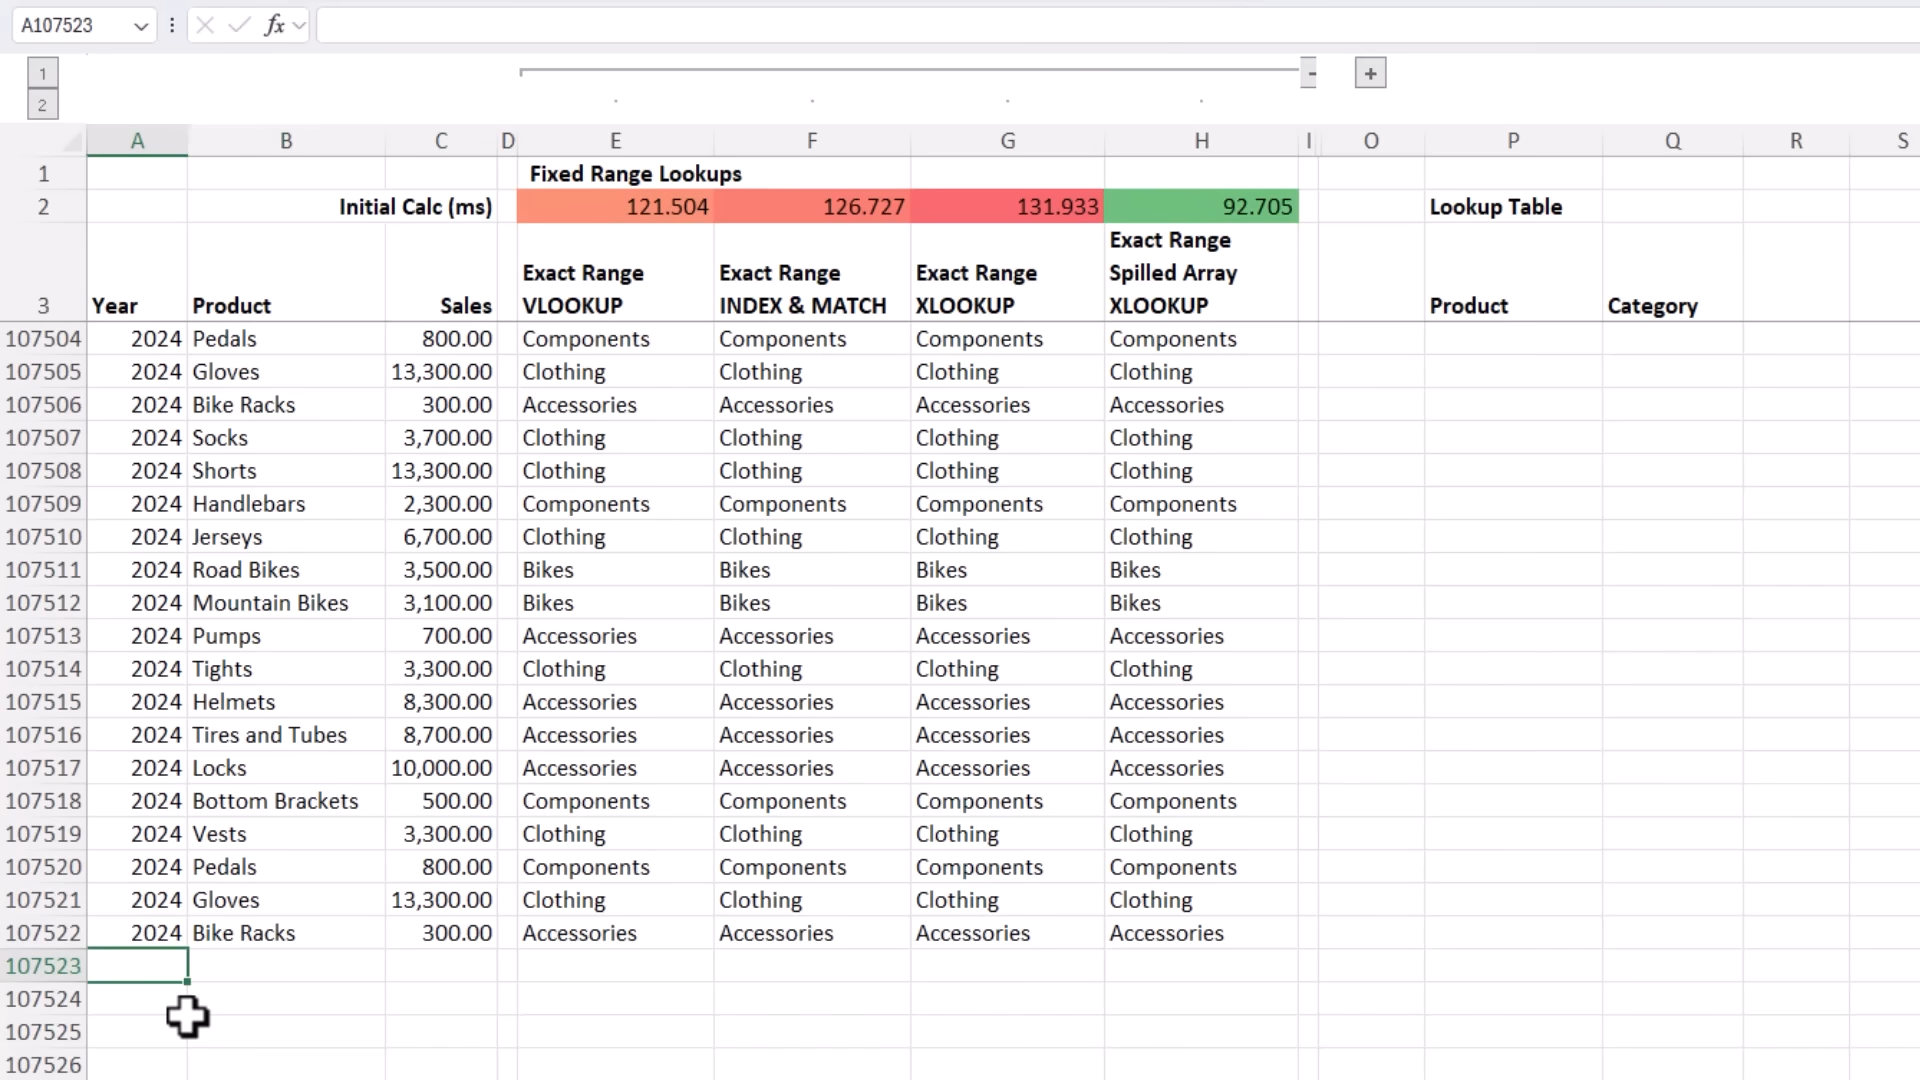 A107523 fx
1
2
- +
A B C D E F G H I O P Q R S
1 Fixed Range Lookups
2 Initial Calc (ms) 121.504 126.727 131.933 92.705 Lookup Table
3 Year Product Sales Exact Range VLOOKUP Exact Range INDEX & MATCH Exact Range XLOOKUP Exact Range Spilled Array XLOOKUP Product Category
107504 2024 Pedals 800.00 Components Components Components Components
107505 2024 Gloves 13,300.00 Clothing Clothing Clothing Clothing
107506 2024 Bike Racks 300.00 Accessories Accessories Accessories Accessories
107507 2024 Socks 3,700.00 Clothing Clothing Clothing Clothing
107508 2024 Shorts 13,300.00 Clothing Clothing Clothing Clothing
107509 2024 Handlebars 2,300.00 Components Components Components Components
107510 2024 Jerseys 6,700.00 Clothing Clothing Clothing Clothing
107511 2024 Road Bikes 3,500.00 Bikes Bikes Bikes Bikes
107512 2024 Mountain Bikes 3,100.00 Bikes Bikes Bikes Bikes
107513 2024 Pumps 700.00 Accessories Accessories Accessories Accessories
107514 2024 Tights 3,300.00 Clothing Clothing Clothing Clothing
107515 2024 Helmets 8,300.00 Accessories Accessories Accessories Accessories
107516 2024 Tires and Tubes 8,700.00 Accessories Accessories Accessories Accessories
107517 2024 Locks 10,000.00 Accessories Accessories Accessories Accessories
107518 2024 Bottom Brackets 500.00 Components Components Components Components
107519 2024 Vests 3,300.00 Clothing Clothing Clothing Clothing
107520 2024 Pedals 800.00 Components Components Components Components
107521 2024 Gloves 13,300.00 Clothing Clothing Clothing Clothing
107522 2024 Bike Racks 300.00 Accessories Accessories Accessories Accessories
107523
107524
107525
107526